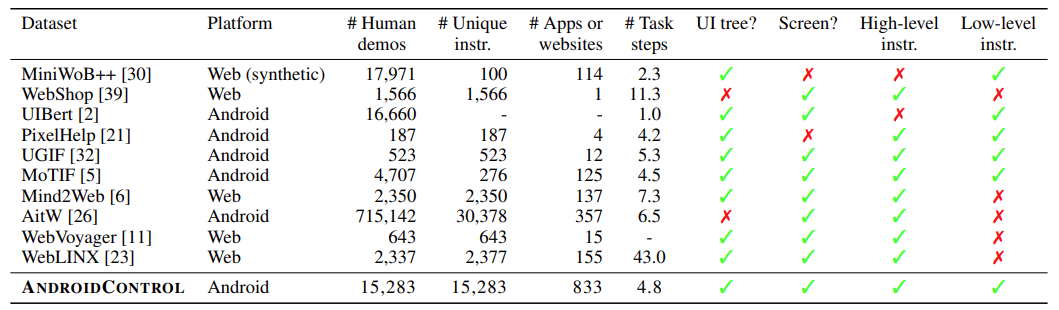 Dataset Platform # Human demos # Unique instr. # Apps or websites # Task steps UI tree? Screen? High-level instr. Low-level instr.
MiniWoB++ [30] Web (synthetic) 17,971 100 114 2.3 ✓ ✗ ✗ ✓
WebShop [39] Web 1,566 1,566 1 11.3 ✗ ✓ ✓ ✗
UIBert [2] Android 16,660 - - 1.0 ✓ ✓ ✗ ✓
PixelHelp [21] Android 187 187 4 4.2 ✓ ✗ ✓ ✓
UGIF [32] Android 523 523 12 5.3 ✓ ✓ ✓ ✓
MoTIF [5] Android 4,707 276 125 4.5 ✓ ✓ ✓ ✓
Mind2Web [6] Web 2,350 2,350 137 7.3 ✓ ✓ ✓ ✗
AitW [26] Android 715,142 30,378 357 6.5 ✗ ✓ ✓ ✗
WebVoyager [11] Web 643 643 15 - ✓ ✓ ✓ ✗
WebLINX [23] Web 2,337 2,377 155 43.0 ✓ ✓ ✓ ✗
ANDROIDCONTROL Android 15,283 15,283 833 4.8 ✓ ✓ ✓ ✓